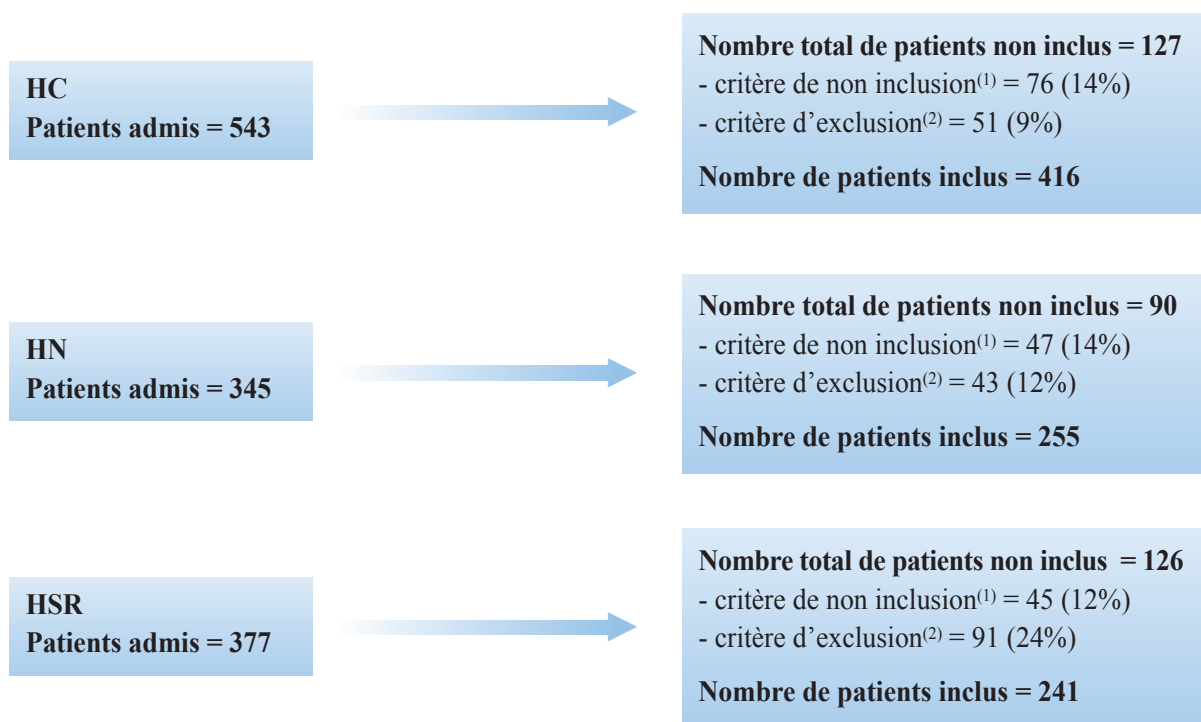 HC
Patients admis = 543
Nombre total de patients non inclus = 127
- critère de non inclusion⁽¹⁾ = 76 (14%)
- critère d’exclusion⁽²⁾ = 51 (9%)
Nombre de patients inclus = 416
HN
Patients admis = 345
Nombre total de patients non inclus = 90
- critère de non inclusion⁽¹⁾ = 47 (14%)
- critère d’exclusion⁽²⁾ = 43 (12%)
Nombre de patients inclus = 255
HSR
Patients admis = 377
Nombre total de patients non inclus = 126
- critère de non inclusion⁽¹⁾ = 45 (12%)
- critère d’exclusion⁽²⁾ = 91 (24%)
Nombre de patients inclus = 241